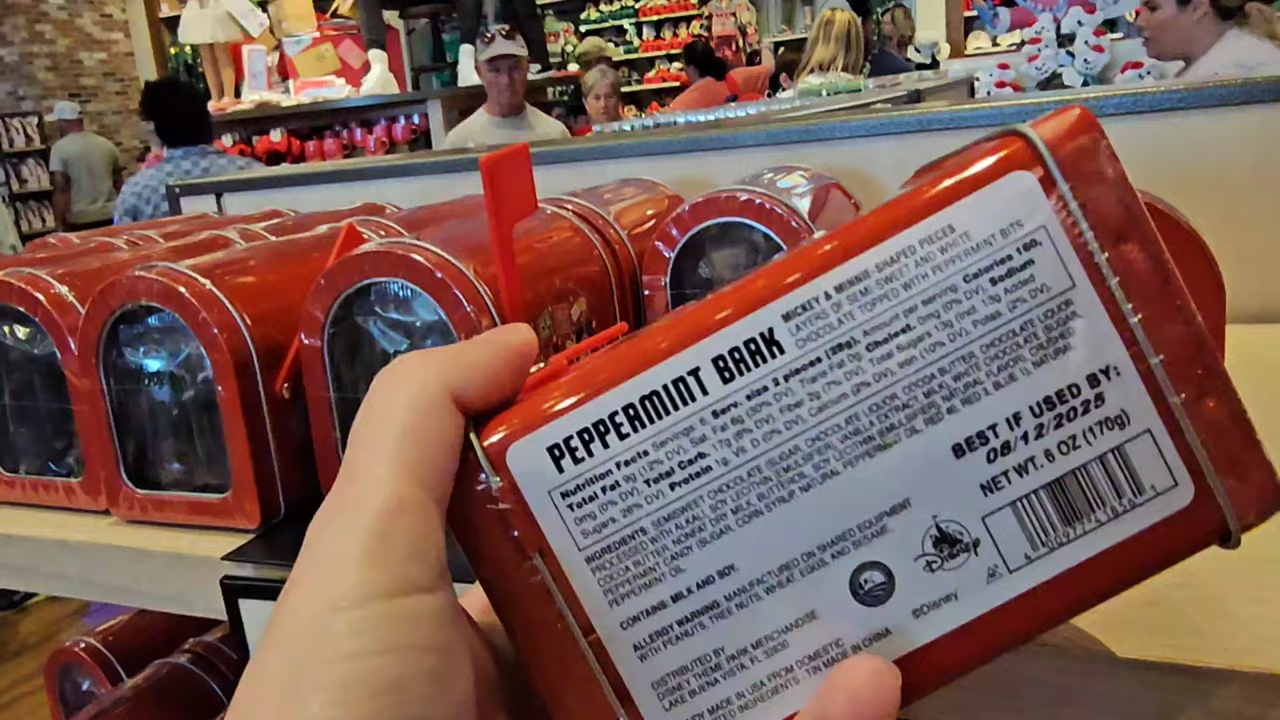 PEPPERMINT BARK
MICKEY & MINNIE-SHAPED PIECES
LAYERS OF SEMI-SWEET AND WHITE
CHOCOLATE TOPPED WITH PEPPERMINT BITS
Nutrition Facts Servings: 6, Serv. size 2 pieces (28g), Amount per serving: Calories 160,
Total Fat 9g (12% DV), Sat. Fat 6g (30% DV), Trans Fat 0g, Cholest. 0mg (0% DV), Sodium
0mg (0% DV), Total Carb. 17g (6% DV), Fiber 2g (7% DV), Total Sugars 13g (Incl. 13g Added
Sugars, 26% DV), Protein 1g, Vit. D (0% DV), Calcium (2% DV), Iron (10% DV), Potas. (2% DV).
INGREDIENTS: SEMISWEET CHOCOLATE (SUGAR, CHOCOLATE LIQUOR, COCOA BUTTER, CHOCOLATE LIQUOR
PROCESSED WITH ALKALI, SOY LECITHIN (EMULSIFIER), VANILLA EXTRACT, MILK), WHITE CHOCOLATE (SUGAR,
COCOA BUTTER, NONFAT DRY MILK, BUTTER OIL, SOY LECITHIN (EMULSIFIER), NATURAL FLAVOR), CRUSHED
PEPPERMINT CANDY (SUGAR, CORN SYRUP, NATURAL PEPPERMINT OIL, RED 40, RED 3, BLUE 1), NATURAL
PEPPERMINT OIL.
CONTAINS: MILK AND SOY.
ALLERGY WARNING: MANUFACTURED ON SHARED EQUIPMENT
WITH PEANUTS, TREE NUTS, WHEAT, EGGS, AND SESAME.
BEST IF USED BY:
08/12/2025
NET WT. 6 OZ (170g)
DISTRIBUTED BY
DISNEY THEME PARK MERCHANDISE
LAKE BUENA VISTA, FL 32830
MADE IN USA FROM DOMESTIC
INGREDIENTS - TIN MADE IN CHINA
Disney
©Disney